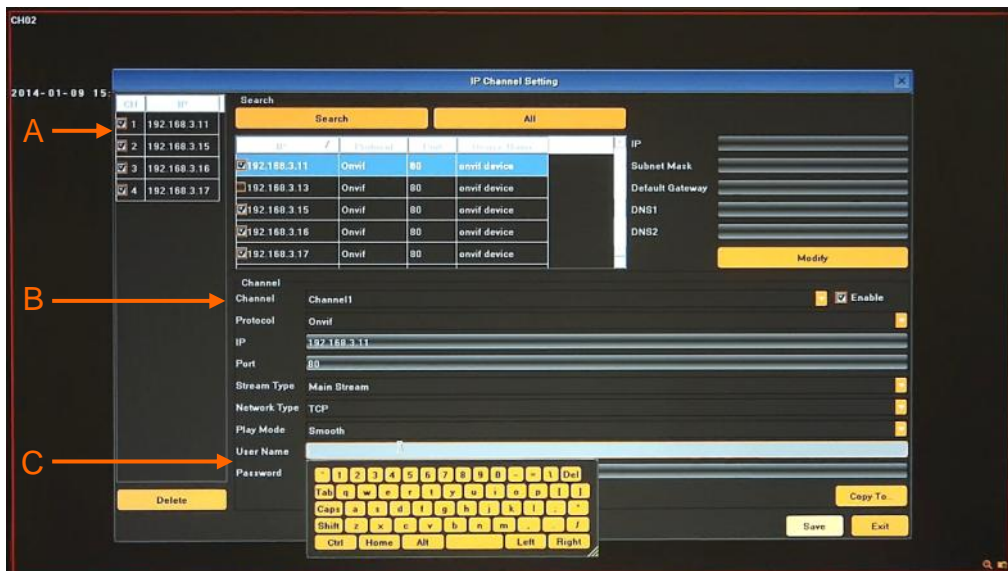 CH02
2014-01-09 15:
IP Channel Setting
A
B
C
CH IP
1 192.168.3.11
2 192.168.3.15
3 192.168.3.16
4 192.168.3.17
Delete
Search
Search All
IP / Protocol Port Device Name
192.168.3.11 Onvif 80 onvif device
192.168.3.13 Onvif 80 onvif device
192.168.3.15 Onvif 80 onvif device
192.168.3.16 Onvif 80 onvif device
192.168.3.17 Onvif 80 onvif device
IP
Subnet Mask
Default Gateway
DNS1
DNS2
Modify
Channel
Channel Channel1 Enable
Protocol Onvif
IP 192.168.3.11
Port 80
Stream Type Main Stream
Network Type TCP
Play Mode Smooth
User Name
Password
1 2 3 4 5 6 7 8 9 0 - = \ Del
Tab q w e r t y u i o p [ ]
Caps a s d f g h j k l ; '
Shift z x c v b n m , . /
Ctrl Home Alt Left Right
Copy To...
Save Exit